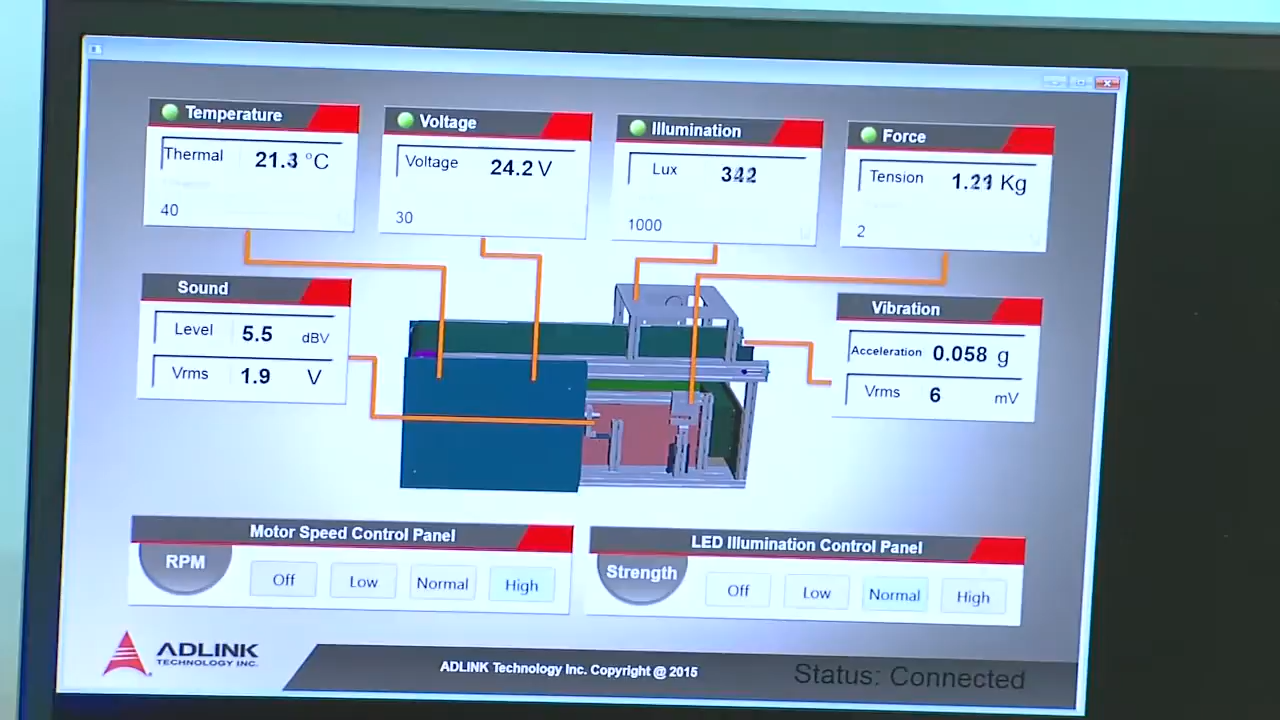 Temperature
Thermal 21.3 °C
40
Voltage
Voltage 24.2 V
30
Illumination
Lux 342
1000
Force
Tension 1.21 Kg
2
Sound
Level 5.5 dBV
Vrms 1.9 V
Vibration
Acceleration 0.058 g
Vrms 6 mV
Motor Speed Control Panel
RPM
Off Low Normal High
LED Illumination Control Panel
Strength
Off Low Normal High
ADLINK
TECHNOLOGY INC.
ADLINK Technology Inc. Copyright @ 2015
Status: Connected